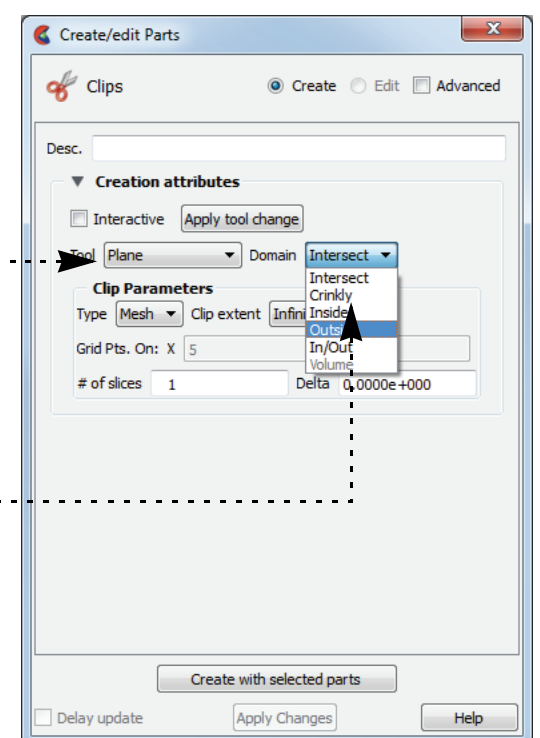 Create/edit Parts
Clips Create Edit Advanced
Desc.
Creation attributes
Interactive Apply tool change
Tool Plane Domain Intersect
Intersect
Crinkly
Inside
In/Out
Volume
Clip Parameters
Type Mesh Clip extent
Grid Pts. On: X 5
# of slices 1 Delta 0.0000e+000
Create with selected parts
Delay update Apply Changes Help